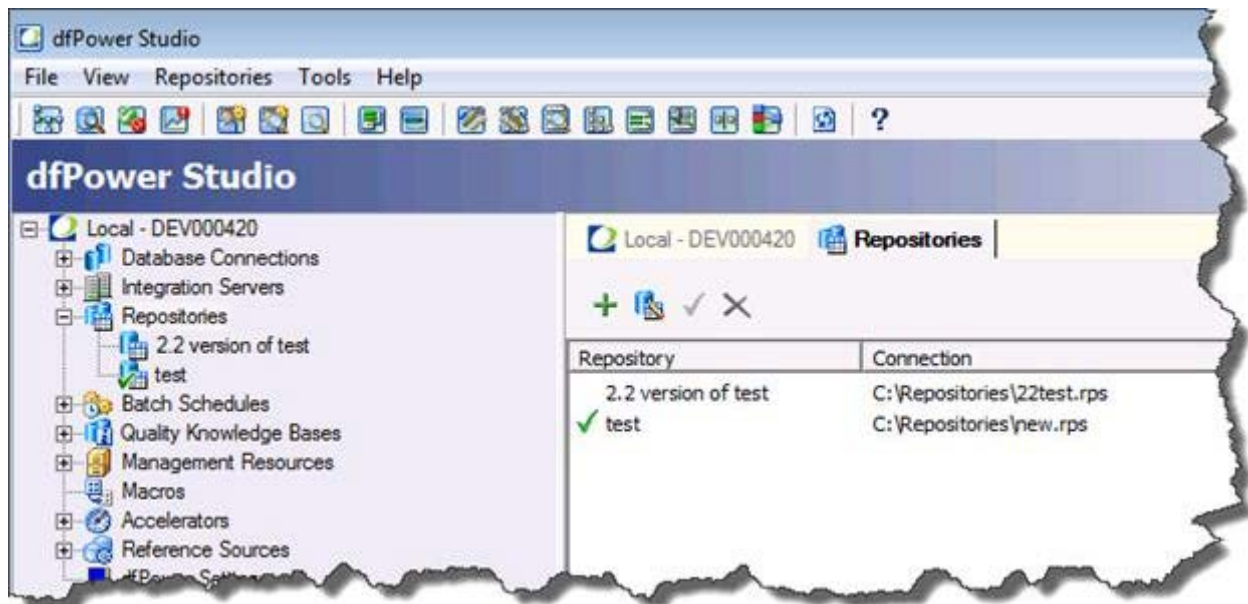 dfPower Studio
File View Repositories Tools Help
?
dfPower Studio
Local - DEV000420
Database Connections
Integration Servers
Repositories
2.2 version of test
test
Batch Schedules
Quality Knowledge Bases
Management Resources
Macros
Accelerators
Reference Sources
Local - DEV000420 Repositories
Repository Connection
2.2 version of test C:\Repositories\22test.rps
test C:\Repositories\new.rps